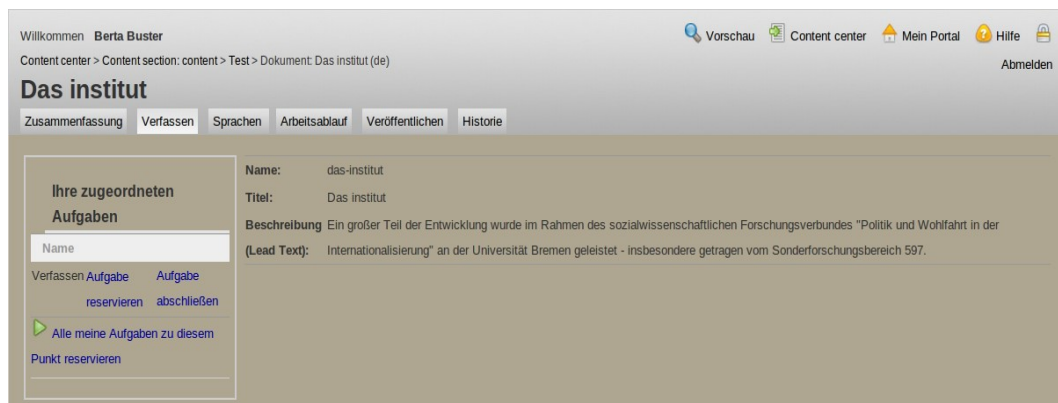 Willkommen Berta Buster
Vorschau Content center Mein Portal Hilfe
Content center > Content section: content > Test > Dokument: Das institut (de)
Abmelden
Das institut
Zusammenfassung Verfassen Sprachen Arbeitsablauf Veröffentlichen Historie
Ihre zugeordneten
Aufgaben
Name
Verfassen Aufgabe reservieren Aufgabe abschließen
Alle meine Aufgaben zu diesem
Punkt reservieren
Name: das-institut
Titel: Das institut
Beschreibung Ein großer Teil der Entwicklung wurde im Rahmen des sozialwissenschaftlichen Forschungsverbundes "Politik und Wohlfahrt in der
(Lead Text): Internationalisierung" an der Universität Bremen geleistet - insbesondere getragen vom Sonderforschungsbereich 597.